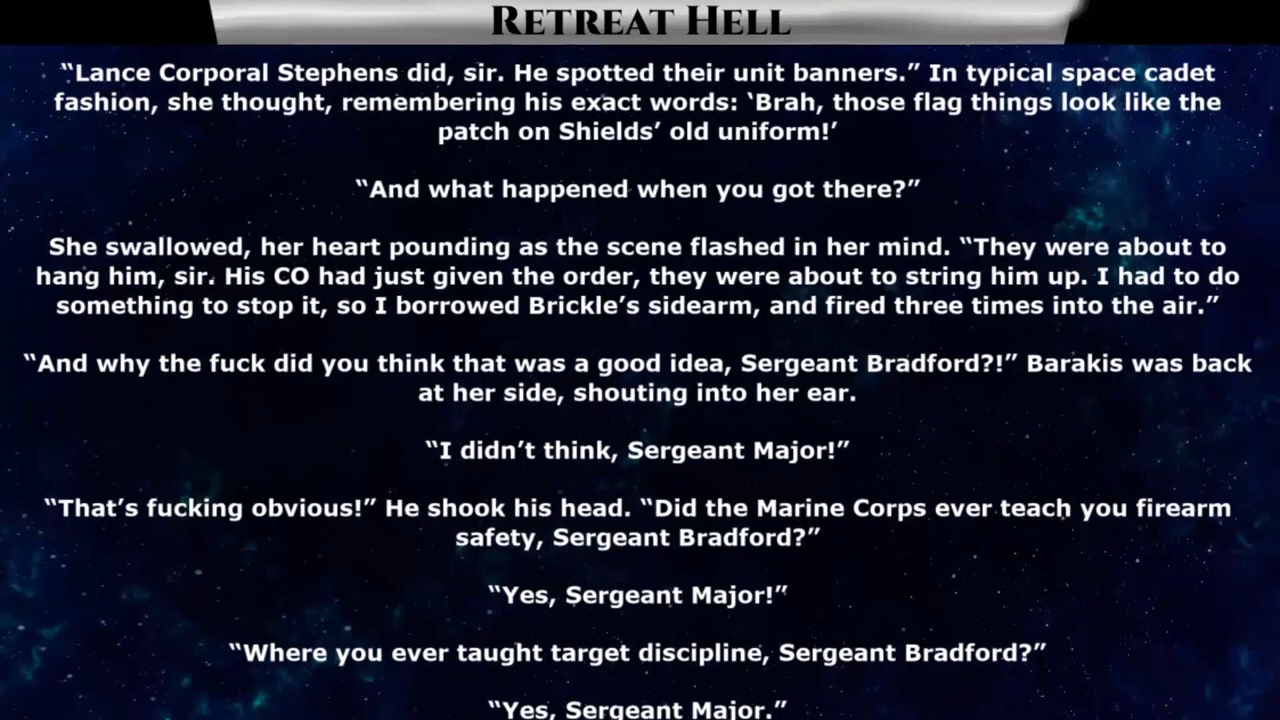 RETREAT HELL
“Lance Corporal Stephens did, sir. He spotted their unit banners.” In typical space cadet
fashion, she thought, remembering his exact words: ‘Brah, those flag things look like the
patch on Shields’ old uniform!’
“And what happened when you got there?”
She swallowed, her heart pounding as the scene flashed in her mind. “They were about to
hang him, sir. His CO had just given the order, they were about to string him up. I had to do
something to stop it, so I borrowed Brickle’s sidearm, and fired three times into the air.”
“And why the fuck did you think that was a good idea, Sergeant Bradford?!” Barakis was back
at her side, shouting into her ear.
“I didn’t think, Sergeant Major!”
“That’s fucking obvious!” He shook his head. “Did the Marine Corps ever teach you firearm
safety, Sergeant Bradford?”
“Yes, Sergeant Major!”
“Where you ever taught target discipline, Sergeant Bradford?”
“Yes, Sergeant Major.”